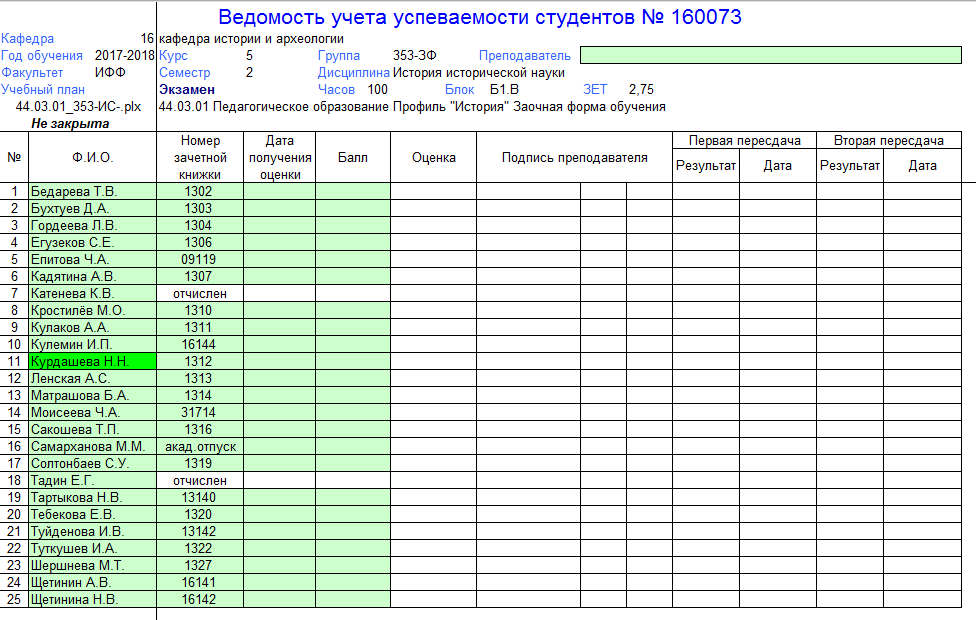 Ведомость учета успеваемости студентов № 160073
Кафедра 16 кафедра истории и археологии
Год обучения 2017-2018 Курс 5 Группа 353-ЗФ Преподаватель
Факультет ИФФ Семестр 2 Дисциплина История исторической науки
Учебный план Экзамен Часов 100 Блок Б1.В ЗЕТ 2,75
44.03.01_353-ИС-.plx 44.03.01 Педагогическое образование Профиль "История" Заочная форма обучения
Не закрыта
№ Ф.И.О. Номер зачетной книжки Дата получения оценки Балл Оценка Подпись преподавателя Первая пересдача Вторая пересдача
Результат Дата Результат Дата
1 Бедарева Т.В. 1302
2 Бухтуев Д.А. 1303
3 Гордеева Л.В. 1304
4 Егузеков С.Е. 1306
5 Епитова Ч.А. 09119
6 Кадятина А.В. 1307
7 Катенева К.В. отчислен
8 Кростилёв М.О. 1310
9 Кулаков А.А. 1311
10 Кулемин И.П. 16144
11 Курдашева Н.Н. 1312
12 Ленская А.С. 1313
13 Матрашова Б.А. 1314
14 Моисеева Ч.А. 31714
15 Сакошева Т.П. 1316
16 Самарханова М.М. акад.отпуск
17 Солтонбаев С.У. 1319
18 Тадин Е.Г. отчислен
19 Тартыкова Н.В. 13140
20 Тебекова Е.В. 1320
21 Туйденова И.В. 13142
22 Туткушев И.А. 1322
23 Шершнева М.Т. 1327
24 Щетинин А.В. 16141
25 Щетинина Н.В. 16142